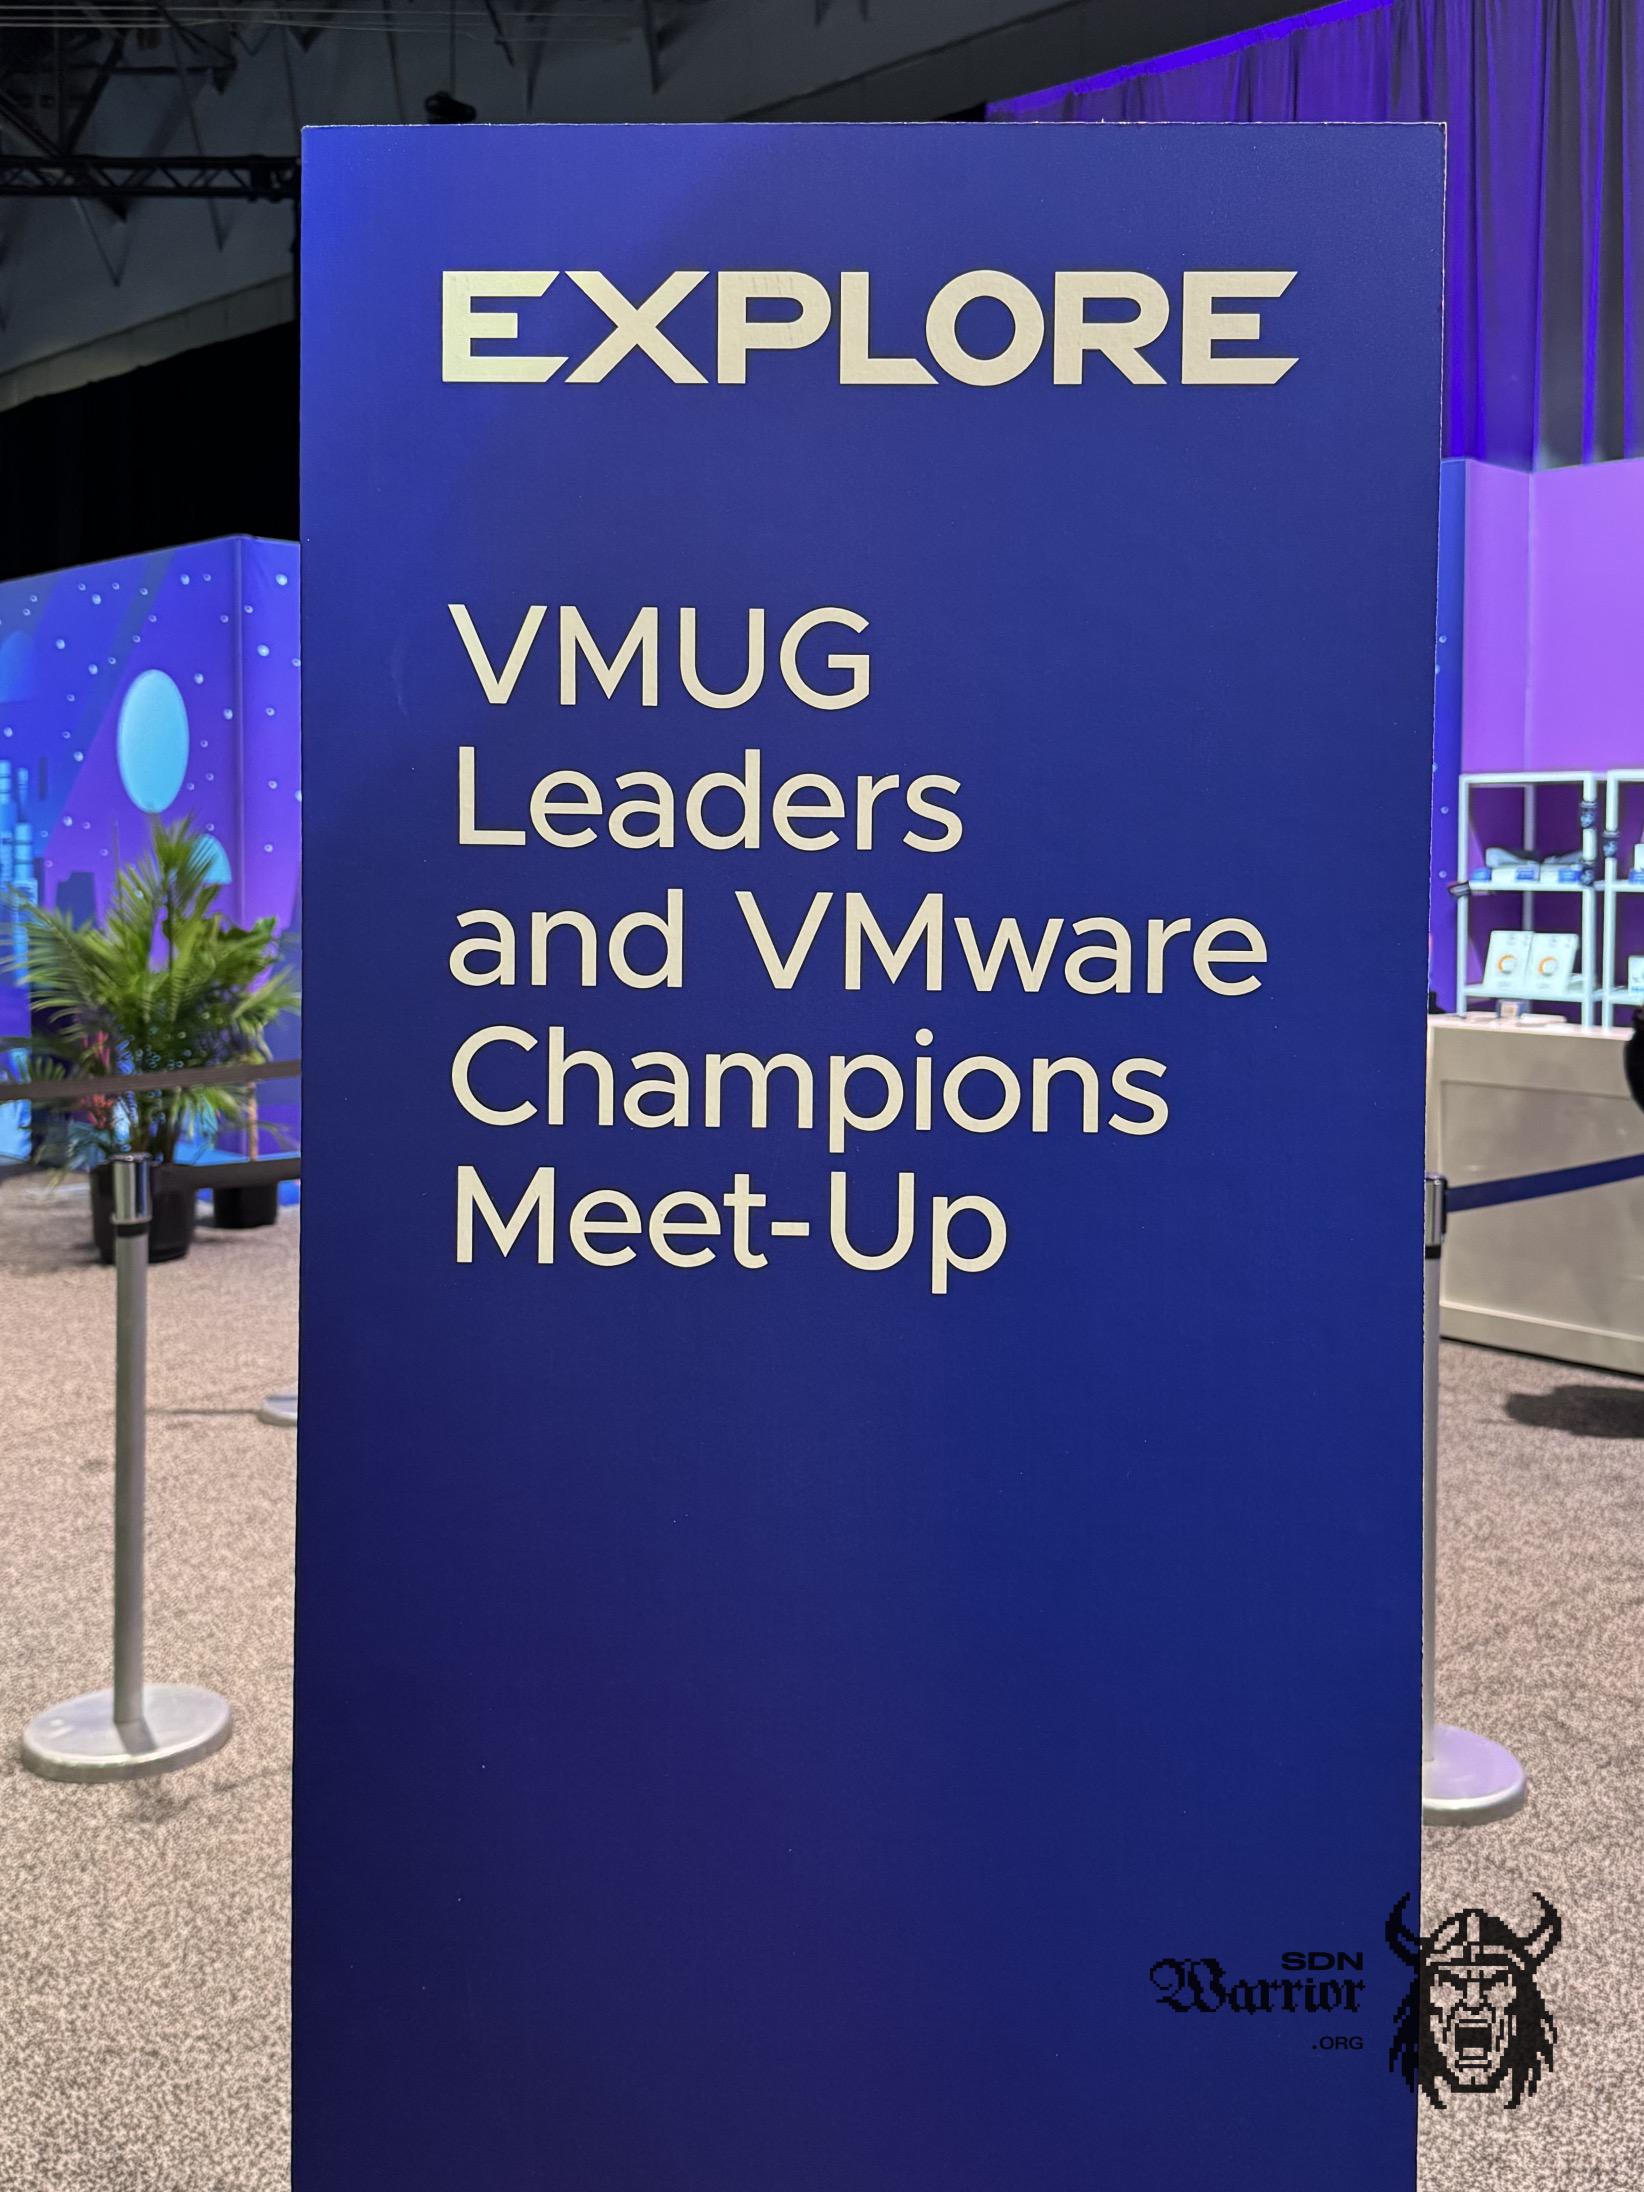 EXPLORE
VMUG
Leaders
and VMware
Champions
Meet-Up
SDN
Warrior
.ORG